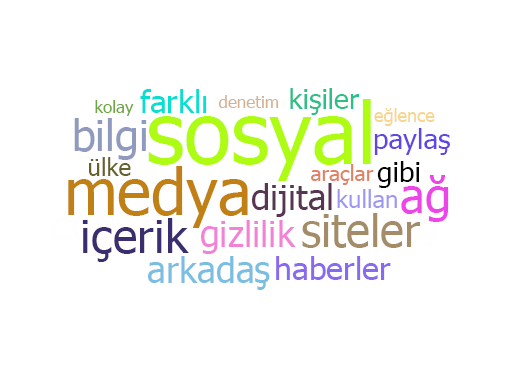 kolay farklı denetim kişiler
bilgi sosyal eğlence
paylaş
ülke araçlar gibi
medya dijital kullan ağ
içerik gizlilik siteler
arkadaş haberler